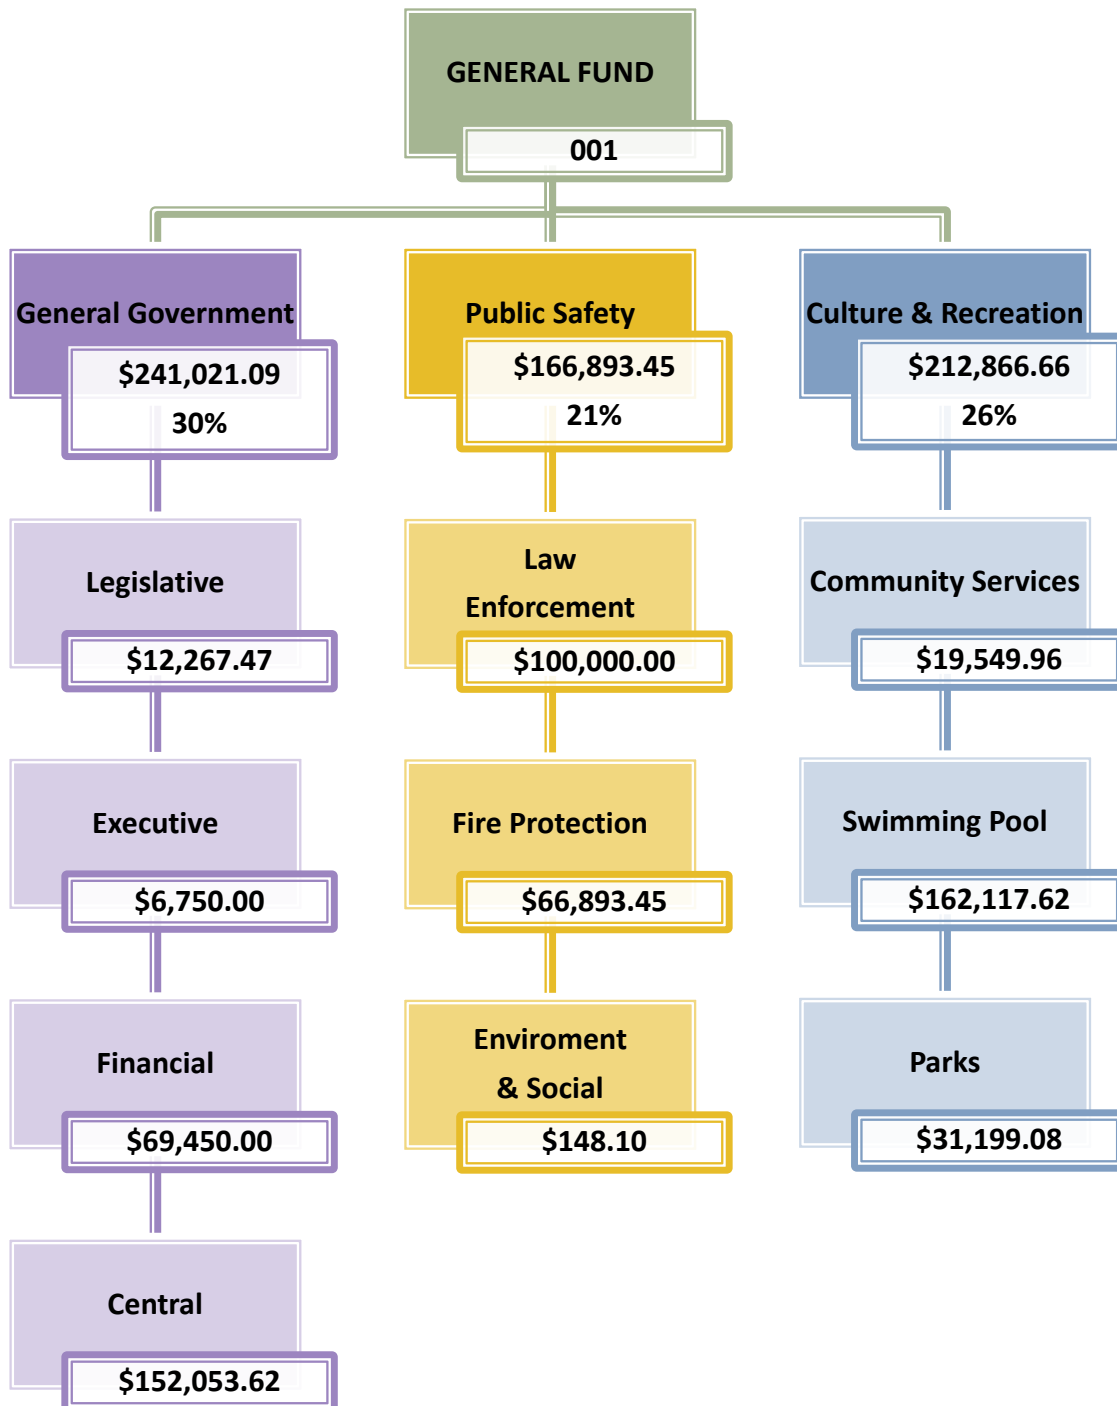 GENERAL FUND
001
General Government
$241,021.09
30%
Legislative
$12,267.47
Executive
$6,750.00
Financial
$69,450.00
Central
$152,053.62
Public Safety
$166,893.45
21%
Law
Enforcement
$100,000.00
Fire Protection
$66,893.45
Enviroment
& Social
$148.10
Culture & Recreation
$212,866.66
26%
Community Services
$19,549.96
Swimming Pool
$162,117.62
Parks
$31,199.08